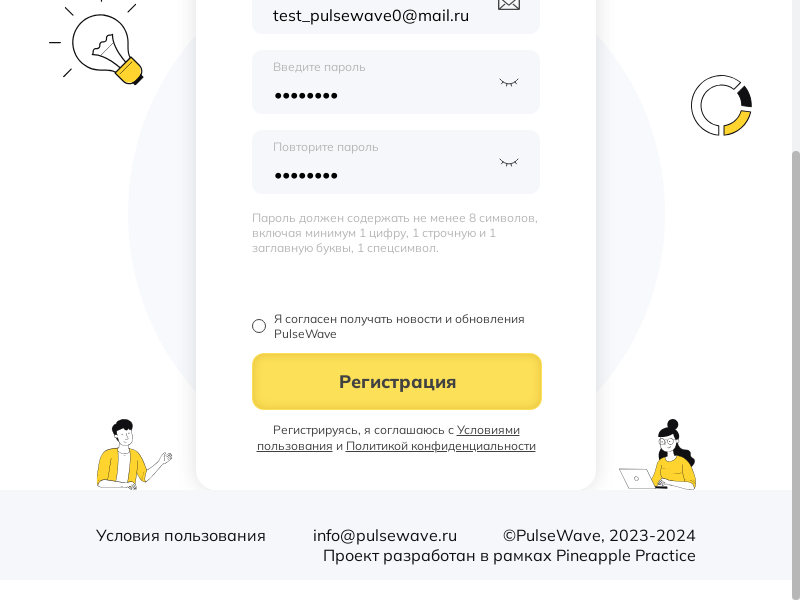 test_pulsewave0@mail.ru
Введите пароль
••••••••
Повторите пароль
••••••••
Пароль должен содержать не менее 8 символов,
включая минимум 1 цифру, 1 строчную и 1
заглавную буквы, 1 спецсимвол.
Я согласен получать новости и обновления
PulseWave
Регистрация
Регистрируясь, я соглашаюсь с Условиями
пользования и Политикой конфиденциальности
Условия пользования
info@pulsewave.ru
©PulseWave, 2023-2024
Проект разработан в рамках Pineapple Practice